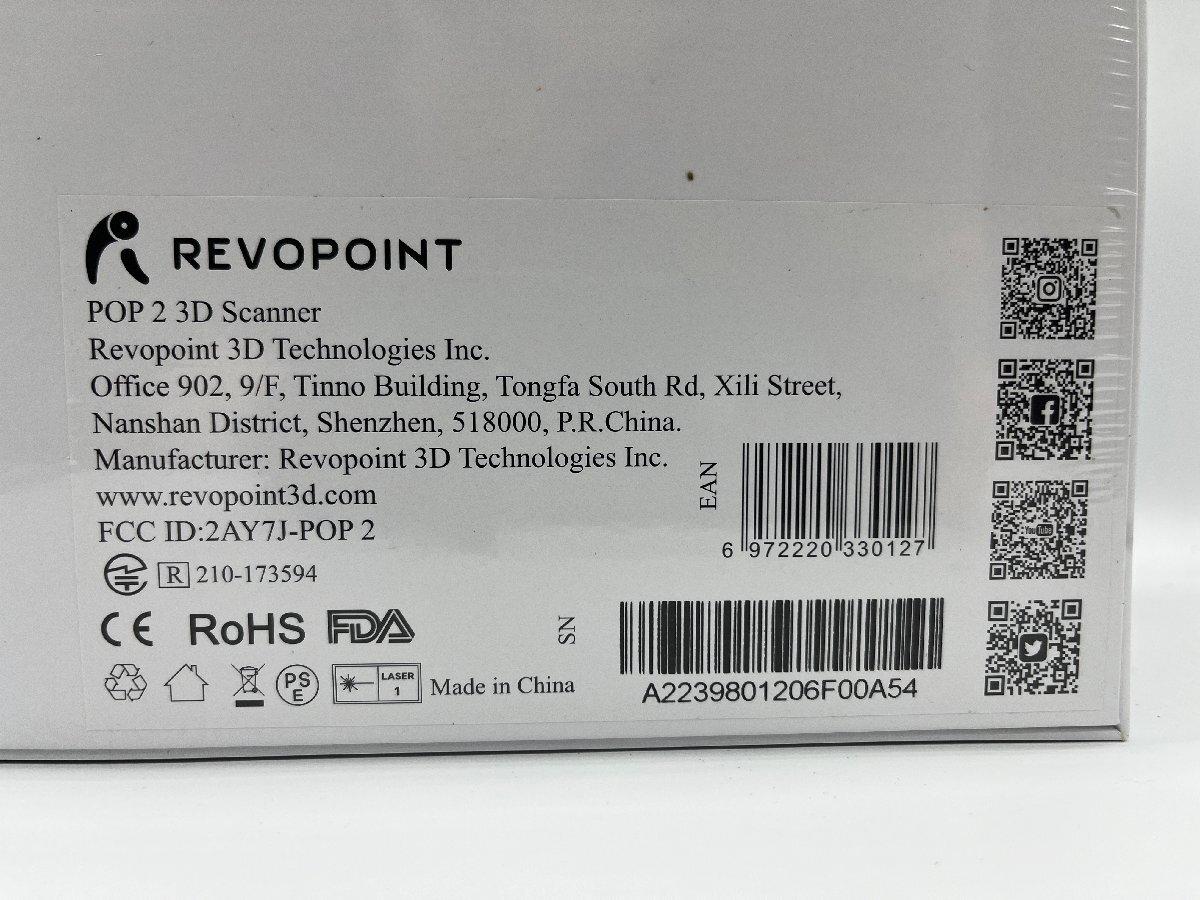 REVOPOINT
POP 2 3D Scanner
Revopoint 3D Technologies Inc.
Office 902, 9/F, Tinno Building, Tongfa South Rd, Xili Street,
Nanshan District, Shenzhen, 518000, P.R.China.
Manufacturer: Revopoint 3D Technologies Inc.
www.revopoint3d.com
FCC ID:2AY7J-POP 2
R 210-173594
EAN
6 972220 330127
CE RoHS FDA
SN
A2239801206F00A54
PS
E
LASER
1
Made in China
YouTube